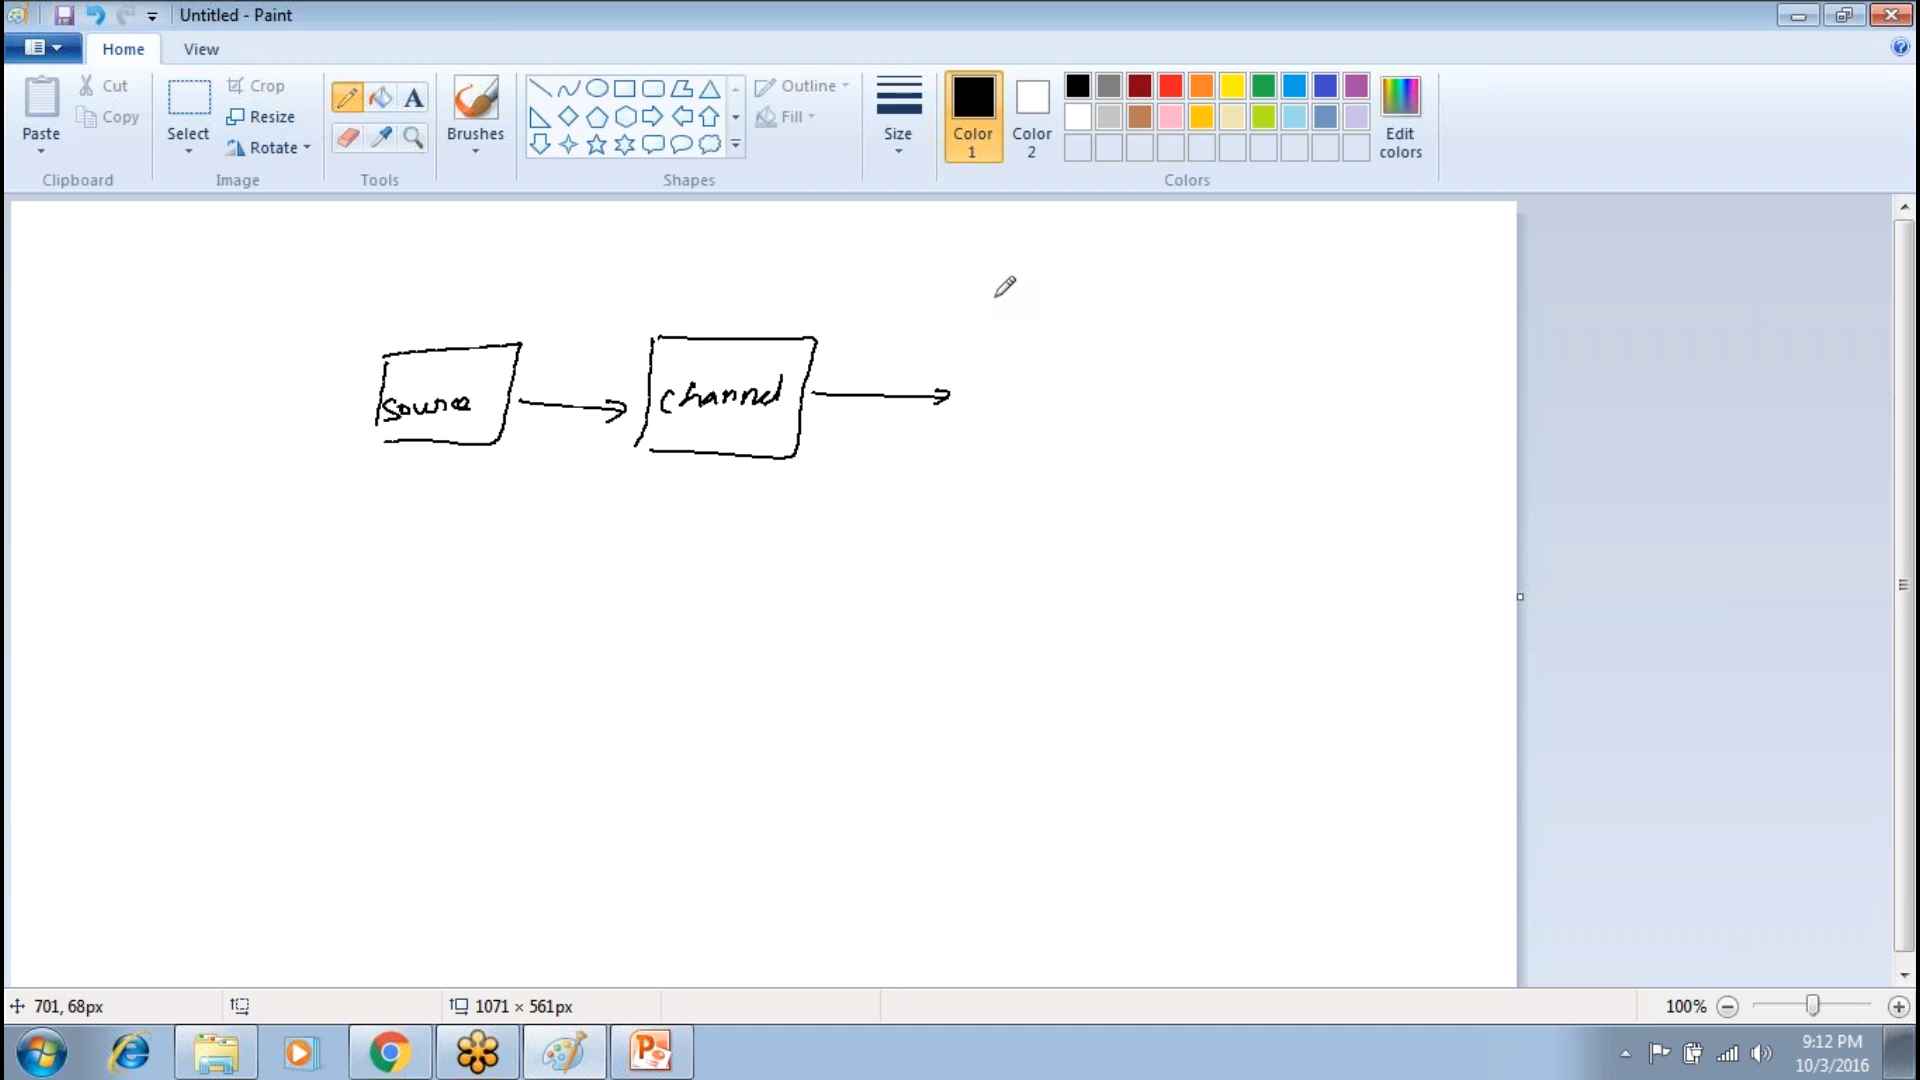 Untitled - Paint
Home View
Paste
Cut
Copy
Clipboard
Select
Crop
Resize
Rotate
Image
A
Tools
Brushes
Shapes
Outline
Fill
Size
Color 1
Color 2
Edit colors
Colors
source
channel
701, 68px
1071 × 561px
100%
9:12 PM
10/3/2016